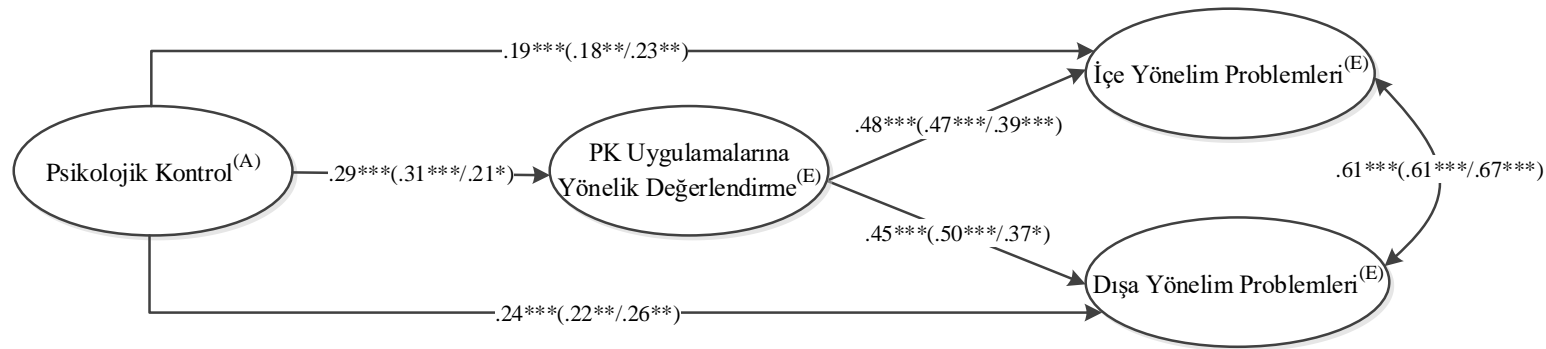 .19***(.18**/.23**)
İçe Yönelim Problemleri(E)
.48***(.47***/.39***)
Psikolojik Kontrol(A)
.29***(.31***/.21*)
PK Uygulamalarına
Yönelik Değerlendirme(E)
.61***(.61***/.67***)
.45***(.50***/.37*)
Dışa Yönelim Problemleri(E)
.24***(.22**/.26**)